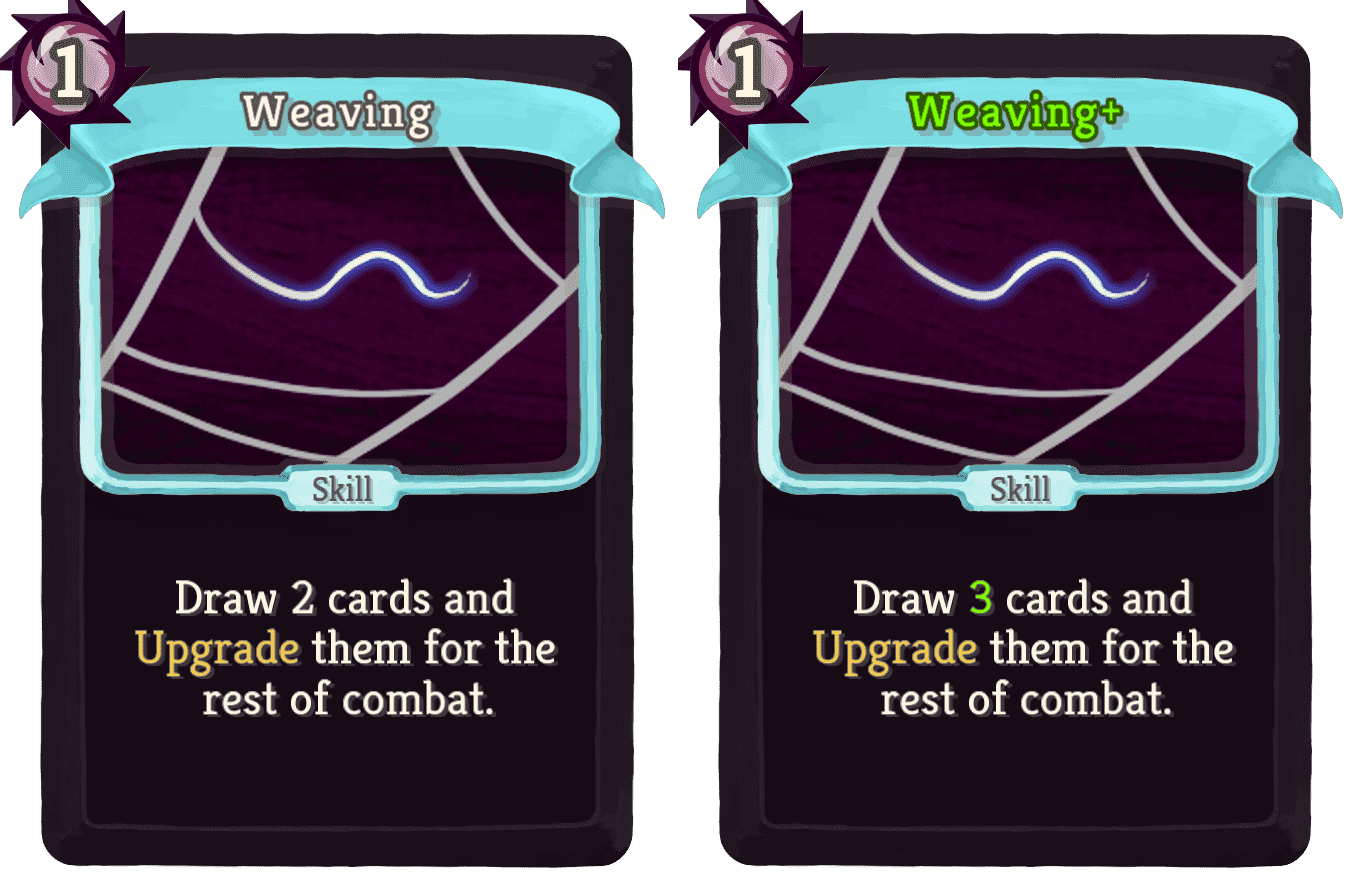 1
Weaving
Skill
Draw 2 cards and
Upgrade them for the
rest of combat.
1
Weaving+
Skill
Draw 3 cards and
Upgrade them for the
rest of combat.